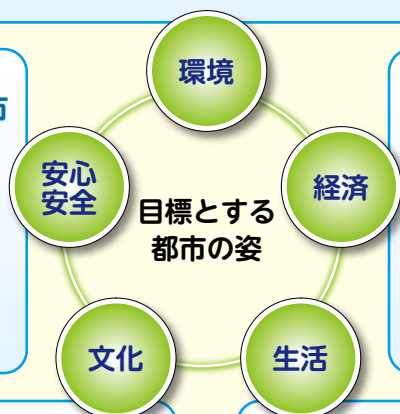 環境
市
安心
安全
経済
目標とする
都市の姿
文化
生活